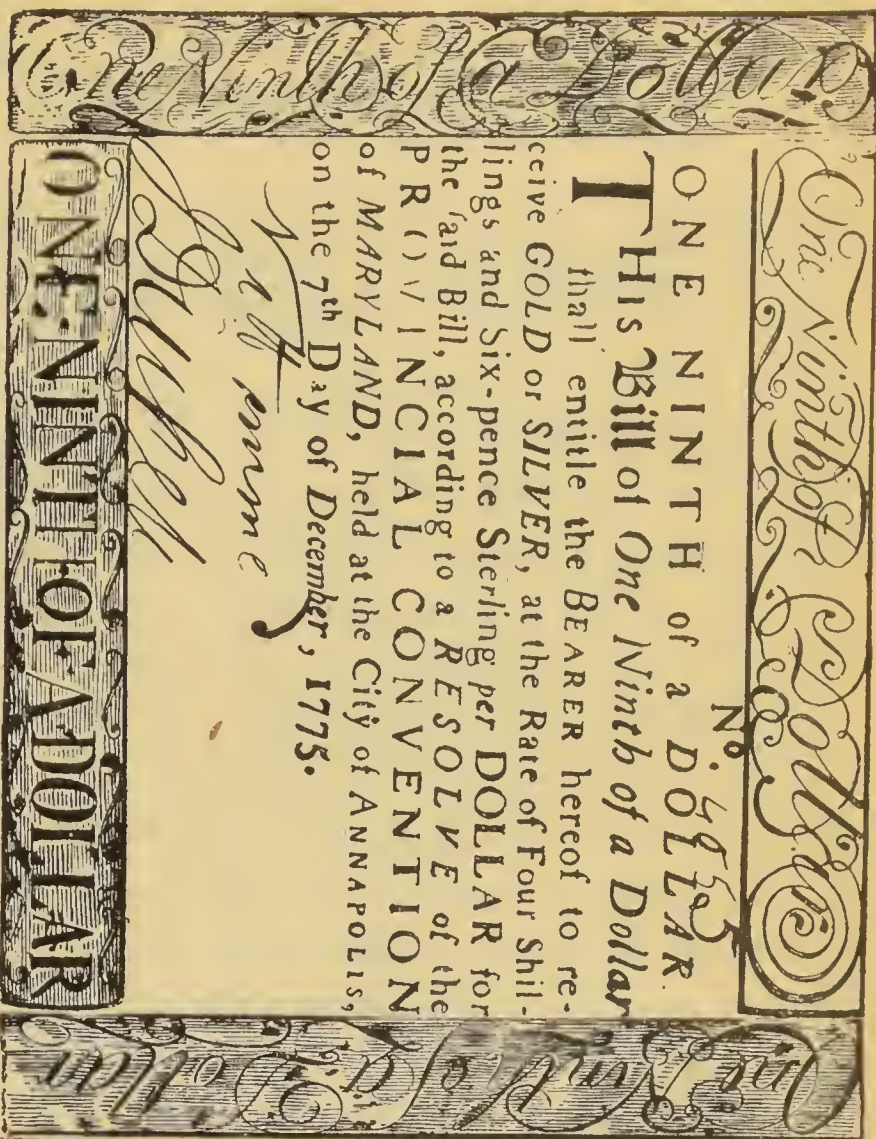 One Ninth of a Dollar
One Ninth of a Dollar
No. 4955
ONE NINTH of a DOLLAR.
THIS Bill of One Ninth of a Dollar
ſhall entitle the BEARER hereof to re-
ceive GOLD or SILVER, at the Rate of Four Shil-
lings and Six-pence Sterling per DOLLAR for
the ſaid Bill, according to a RESOLVE of the
PROVINCIAL CONVENTION
of MARYLAND, held at the City of ANNAPOLIS,
on the 7th Day of December, 1775.
ONE NINT OF A DOLLAR
One Ninth of a Dollar